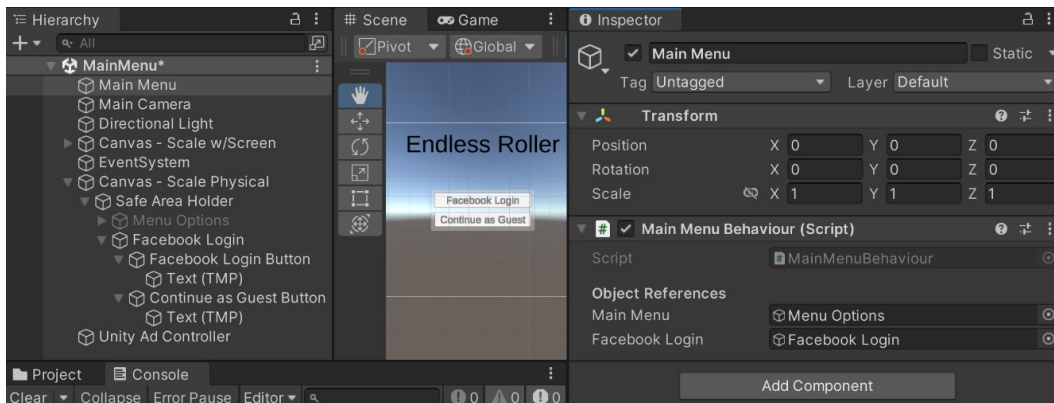 Hierarchy
All
MainMenu*
Main Menu
Main Camera
Directional Light
Canvas - Scale w/Screen
EventSystem
Canvas - Scale Physical
Safe Area Holder
Menu Options
Facebook Login
Facebook Login Button
Text (TMP)
Continue as Guest Button
Text (TMP)
Unity Ad Controller
Project Console
Clear Collapse Error Pause Editor 0 0 0
# Scene Game
Pivot Global
Endless Roller
Facebook Login
Continue as Guest
Inspector
Main Menu Static
Tag Untagged Layer Default
Transform
Position X 0 Y 0 Z 0
Rotation X 0 Y 0 Z 0
Scale X 1 Y 1 Z 1
# Main Menu Behaviour (Script)
Script # MainMenuBehaviour
Object References
Main Menu Menu Options
Facebook Login Facebook Login
Add Component